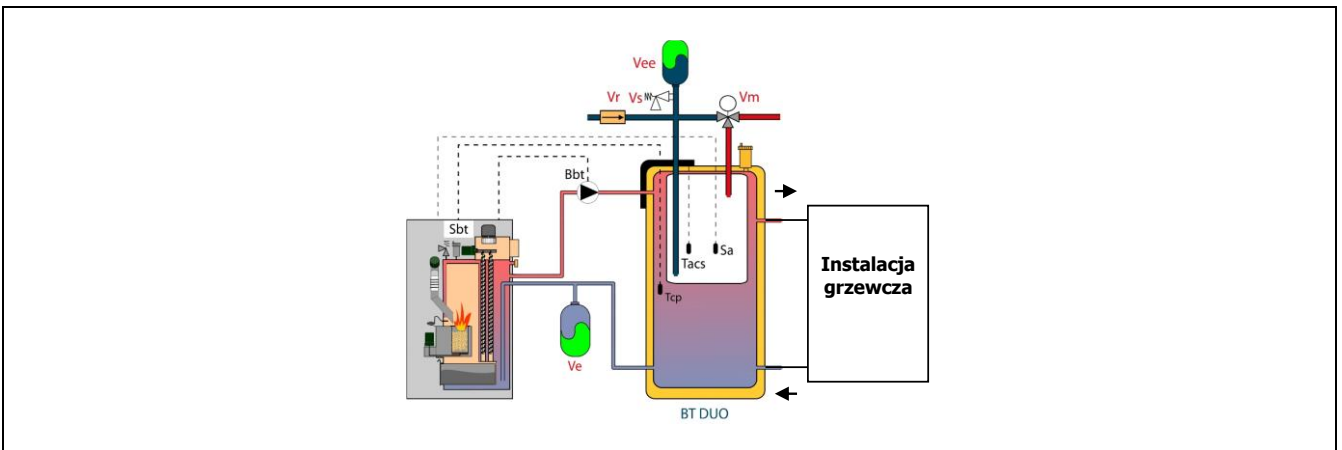 Vee
Vr Vs Vm
Bbt
Sbt
Tacs Sa
Tcp
Ve
Instalacja
grzewcza
BT DUO